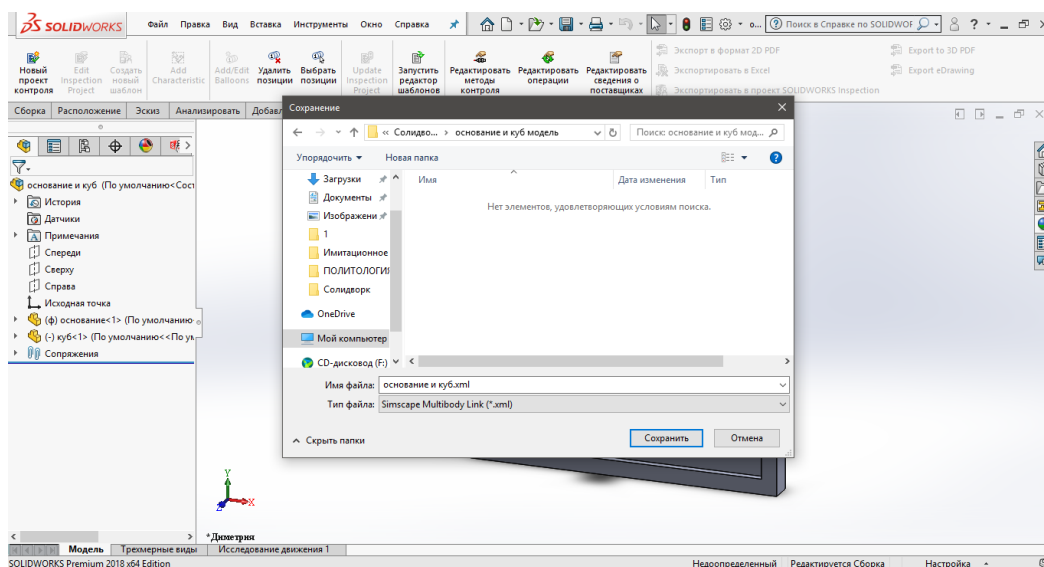 SOLIDWORKS Файл Правка Вид Вставка Инструменты Окно Справка о... Поиск в Справке по SOLIDWOF ?
Новый проект контроля
Edit Inspection Project
Создать новый шаблон
Add Characteristic
Add/Edit Balloons
Удалить позиции
Выбрать позиции
Update Inspection Project
Запустить редактор шаблонов
Редактировать методы контроля
Редактировать операции
Редактировать сведения о поставщиках
Экспорт в формат 2D PDF
Экспортировать в Excel
Экспортировать в проект SOLIDWORKS Inspection
Export to 3D PDF
Export eDrawing
Сборка Расположение Эскиз Анализировать Добав
основание и куб (По умолчанию<Сост
История
Датчики
Примечания
Спереди
Сверху
Справа
Исходная точка
(ф) основание<1> (По умолчанию
(-) куб<1> (По умолчанию<<По ум
Сопряжения
Сохранение
« Солидво... › основание и куб модель
Поиск: основание и куб мод...
Упорядочить Новая папка
Имя Дата изменения Тип
Нет элементов, удовлетворяющих условиям поиска.
Загрузки
Документы
Изображени
1
Имитационное
ПОЛИТОЛОГИЯ
Солидворк
OneDrive
Мой компьютер
CD-дисковод (F:)
Имя файла: основание и куб.xml
Тип файла: Simscape Multibody Link (*.xml)
Скрыть папки
Сохранить Отмена
Y
Z X
*Диметрия
Модель Трехмерные виды Исследование движения 1
SOLIDWORKS Premium 2018 x64 Edition Недоопределенный Редактируется Сборка Настройка